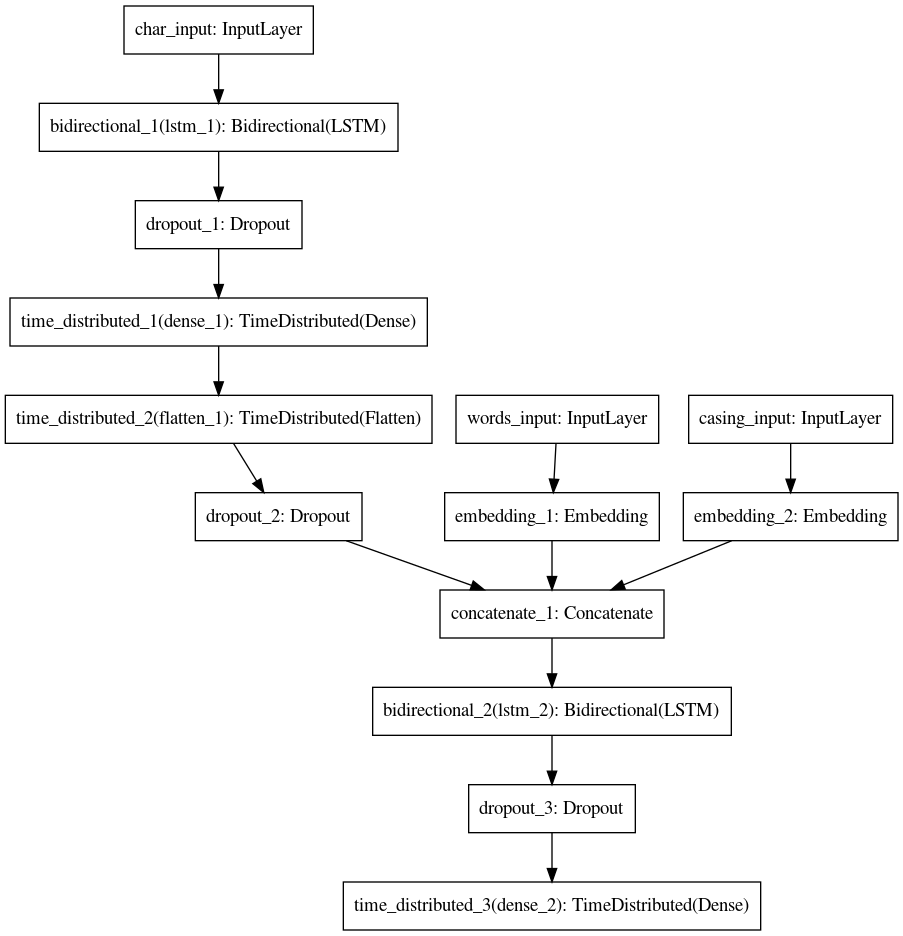 char_input: InputLayer
bidirectional_1(lstm_1): Bidirectional(LSTM)
dropout_1: Dropout
time_distributed_1(dense_1): TimeDistributed(Dense)
time_distributed_2(flatten_1): TimeDistributed(Flatten)
words_input: InputLayer
casing_input: InputLayer
dropout_2: Dropout
embedding_1: Embedding
embedding_2: Embedding
concatenate_1: Concatenate
bidirectional_2(lstm_2): Bidirectional(LSTM)
dropout_3: Dropout
time_distributed_3(dense_2): TimeDistributed(Dense)